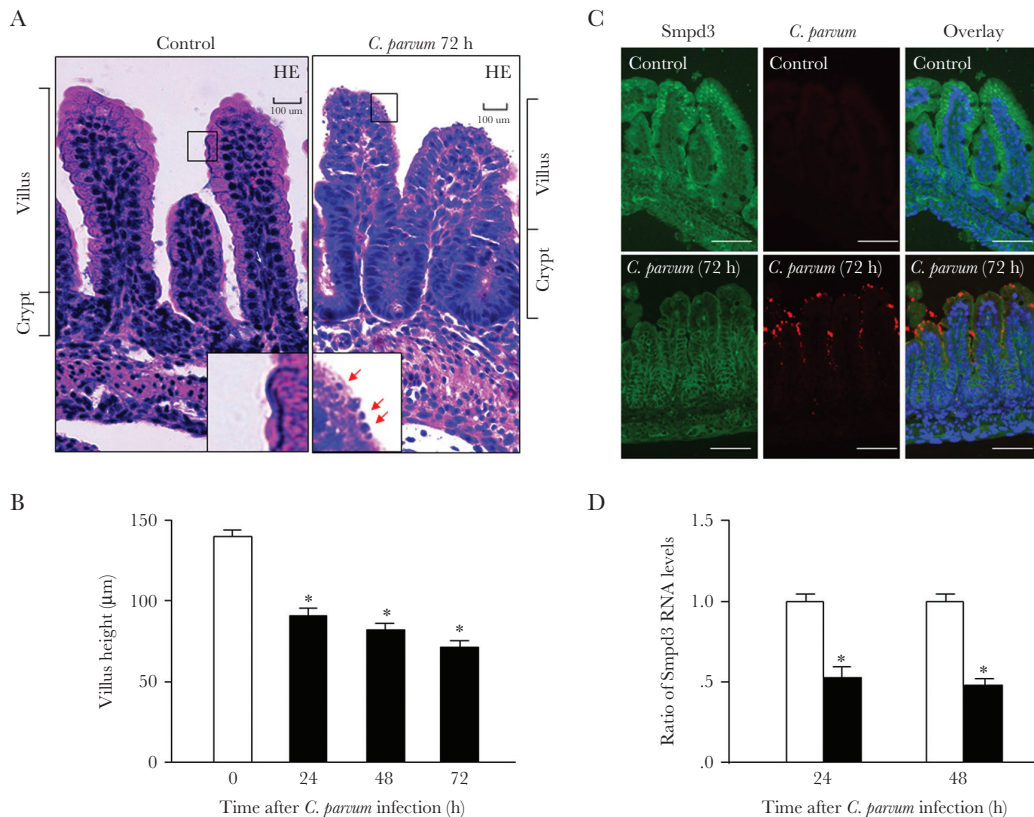 A
Control
C. parvum 72 h
HE
100 um
HE
100 um
Villus
Crypt
Villus
Crypt
B
Villus height (µm)
150
100
50
0
*
*
*
0 24 48 72
Time after C. parvum infection (h)
C
Smpd3 C. parvum Overlay
Control Control Control
C. parvum (72 h) C. parvum (72 h) C. parvum (72 h)
D
Ratio of Smpd3 RNA levels
1.5
1.0
.5
.0
*
*
24 48
Time after C. parvum infection (h)